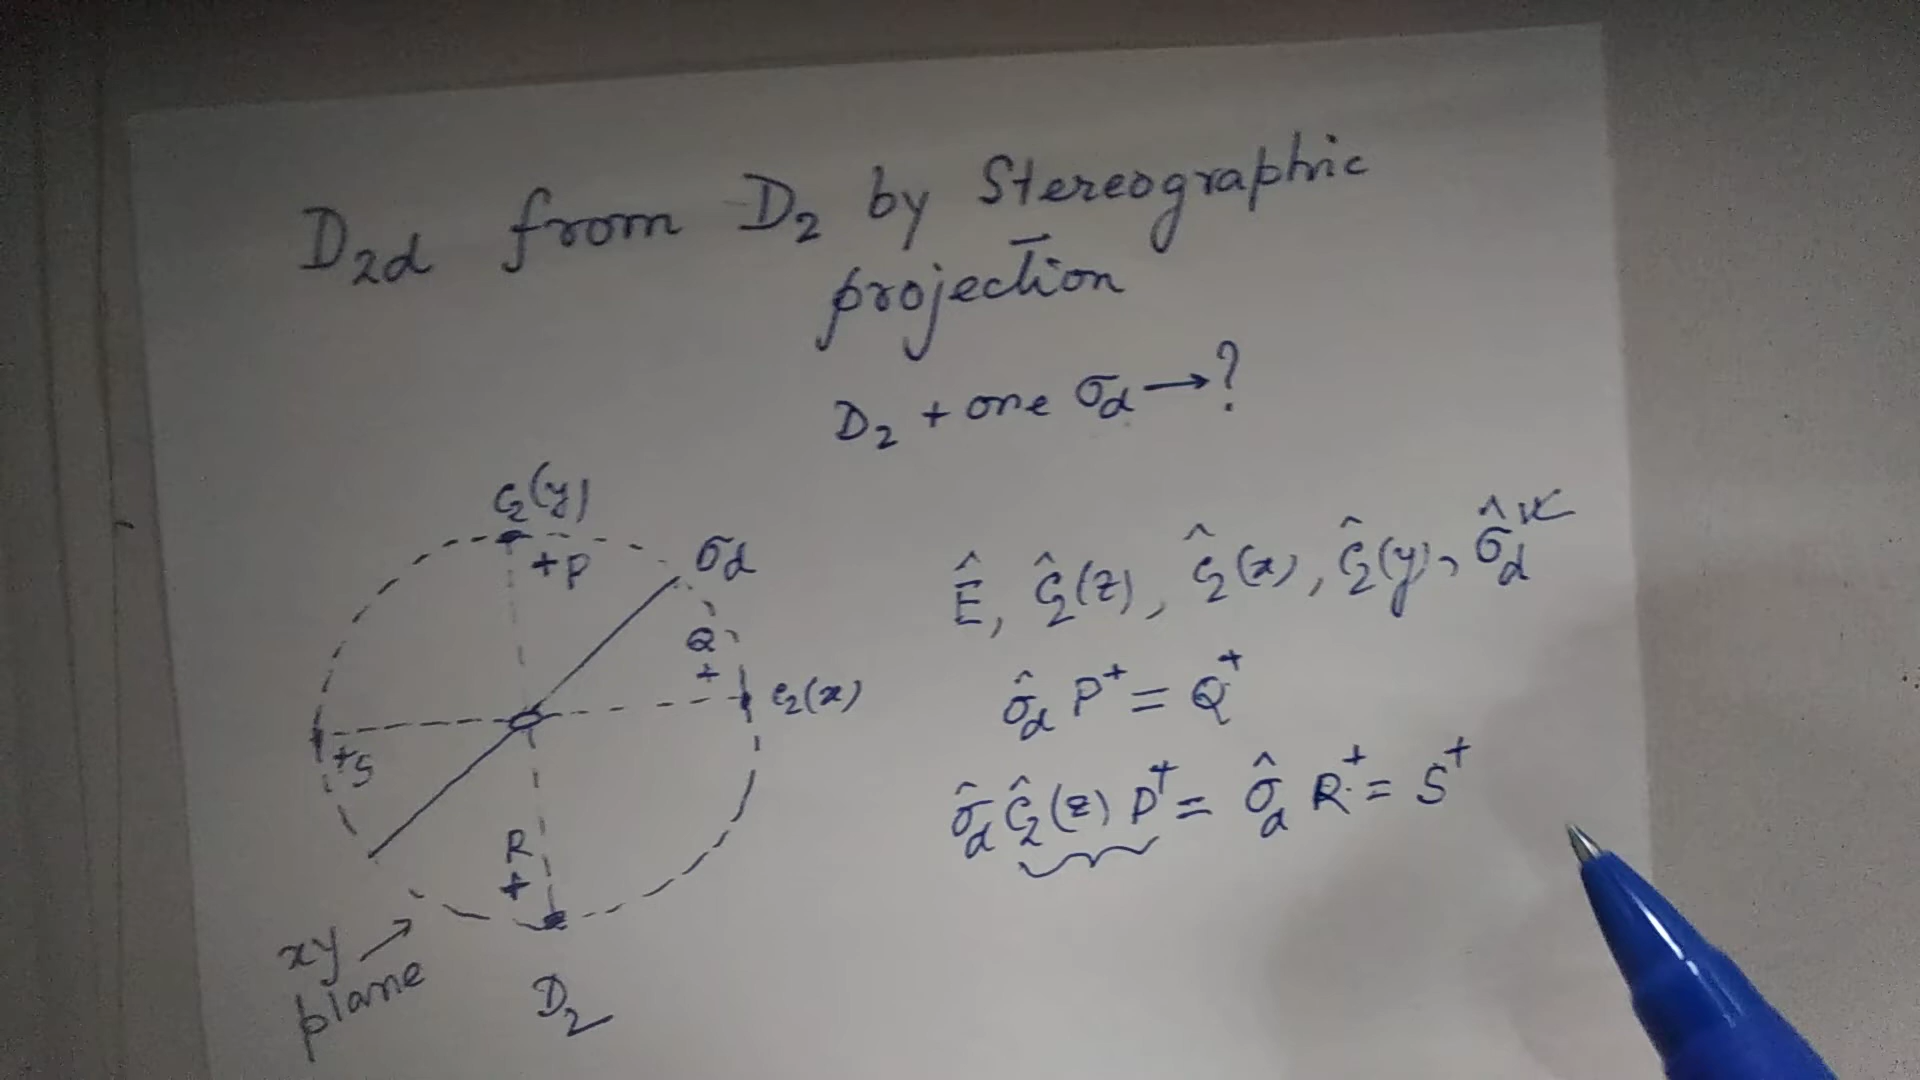 D₂d from D₂ by Stereographic
projection
D₂ + one σd → ?
C₂(y)
+P
σd
Q
+
C₂(x)
+S
R
+
xy →
plane
D₂
Ê, Ĉ₂(z), Ĉ₂(x), Ĉ₂(y), σ̂d
σ̂d P⁺ = Q⁺
σ̂d Ĉ₂(z) P⁺ = σ̂d R⁺ = S⁺